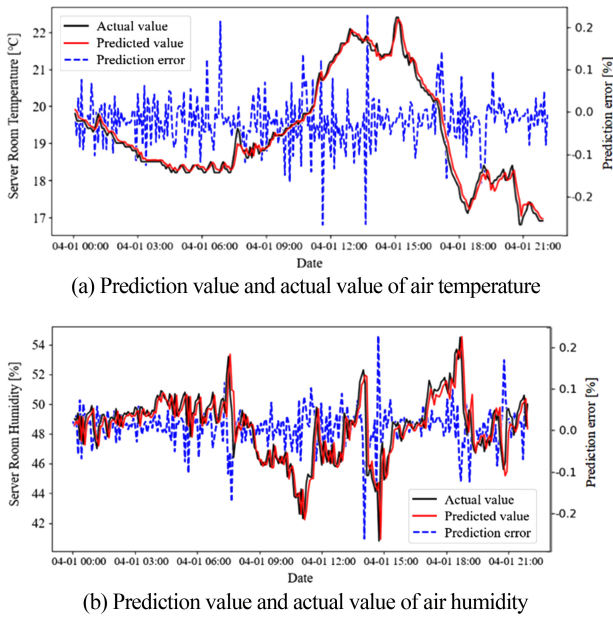 Actual value
Predicted value
Prediction error
Server Room Temperature [°C]
22
21
20
19
18
17
0.2
0.1
0.0
-0.1
-0.2
Prediction error [%]
04-01 00:00 04-01 03:00 04-01 06:00 04-01 09:00 04-01 12:00 04-01 15:00 04-01 18:00 04-01 21:00
Date
(a) Prediction value and actual value of air temperature
Server Room Humidity [%]
54
52
50
48
46
44
42
0.2
0.1
0.0
-0.1
-0.2
Prediction error [%]
Actual value
Predicted value
Prediction error
04-01 00:00 04-01 03:00 04-01 06:00 04-01 09:00 04-01 12:00 04-01 15:00 04-01 18:00 04-01 21:00
Date
(b) Prediction value and actual value of air humidity